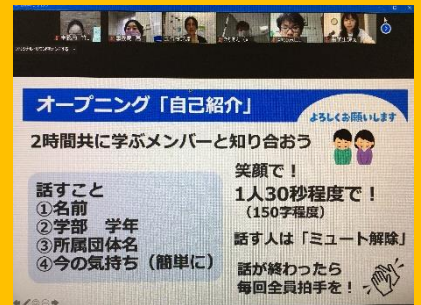 オープニング「自己紹介」
よろしくお願いします
2時間共に学ぶメンバーと知り合おう
話すこと
①名前
②学部 学年
③所属団体名
④今の気持ち（簡単に）
笑顔で！
1人30秒程度で！
（150字程度）
話す人は「ミュート解除」
話が終わったら
毎回全員拍手を！